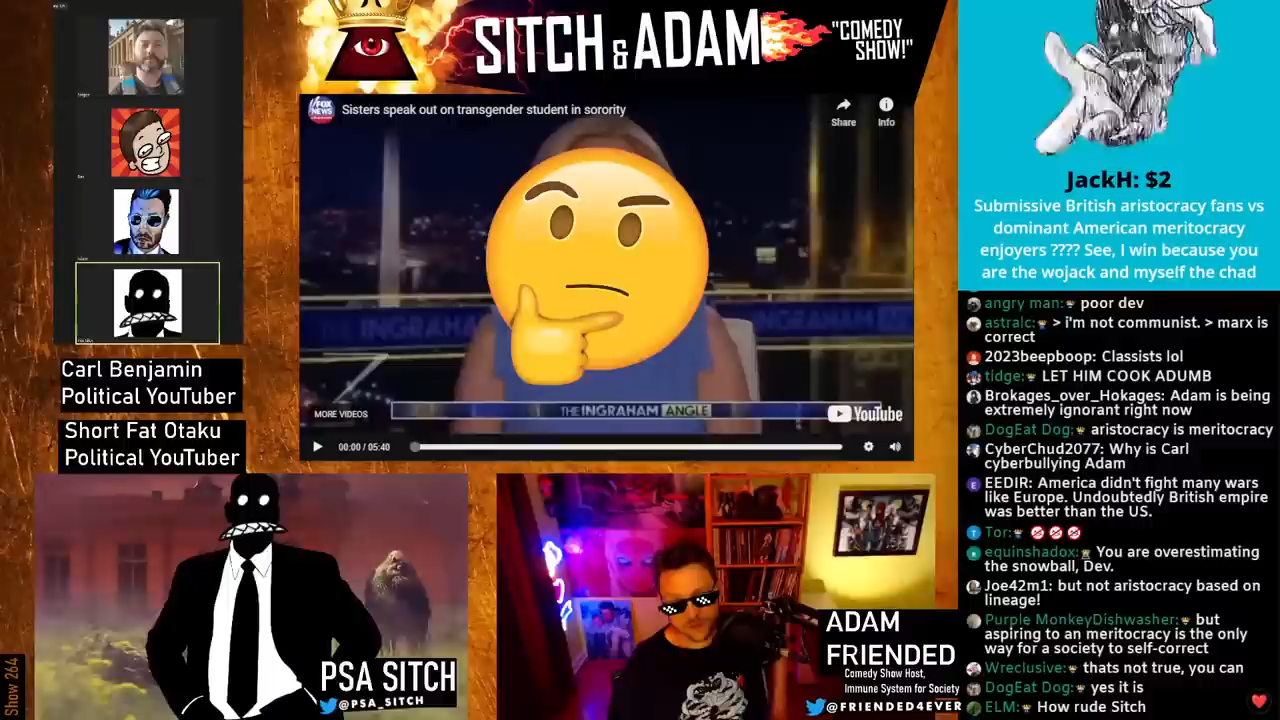 SITCH & ADAM
"COMEDY
SHOW!"
FOX
NEWS
Sisters speak out on transgender student in sorority
Share
Info
THE INGRAHAM
INGRAHAM
MORE VIDEOS
THE INGRAHAM ANGLE
YouTube
00:00 / 05:40
Carl Benjamin
Political YouTuber
Short Fat Otaku
Political YouTuber
Show 264
PSA SITCH
@PSA_SITCH
ADAM
FRIENDED
Comedy Show Host,
Immune System for Society
@FRIENDED4EVER
JackH: $2
Submissive British aristocracy fans vs
dominant American meritocracy
enjoyers ???? See, I win because you
are the wojack and myself the chad
angry man: poor dev
astralc: > i'm not communist. > marx is
correct
2023beepboop: Classists lol
tidge: LET HIM COOK ADUMB
Brokages_over_Hokages: Adam is being
extremely ignorant right now
DogEat Dog: aristocracy is meritocracy
CyberChud2077: Why is Carl
cyberbullying Adam
E EEDIR: America didn't fight many wars
like Europe. Undoubtedly British empire
was better than the US.
T Tor:
equinshadox: You are overestimating
the snowball, Dev.
Joe42m1: but not aristocracy based on
lineage!
Purple MonkeyDishwasher: but
aspiring to an meritocracy is the only
way for a society to self-correct
Wreclusive: thats not true, you can
DogEat Dog: yes it is
ELM: How rude Sitch